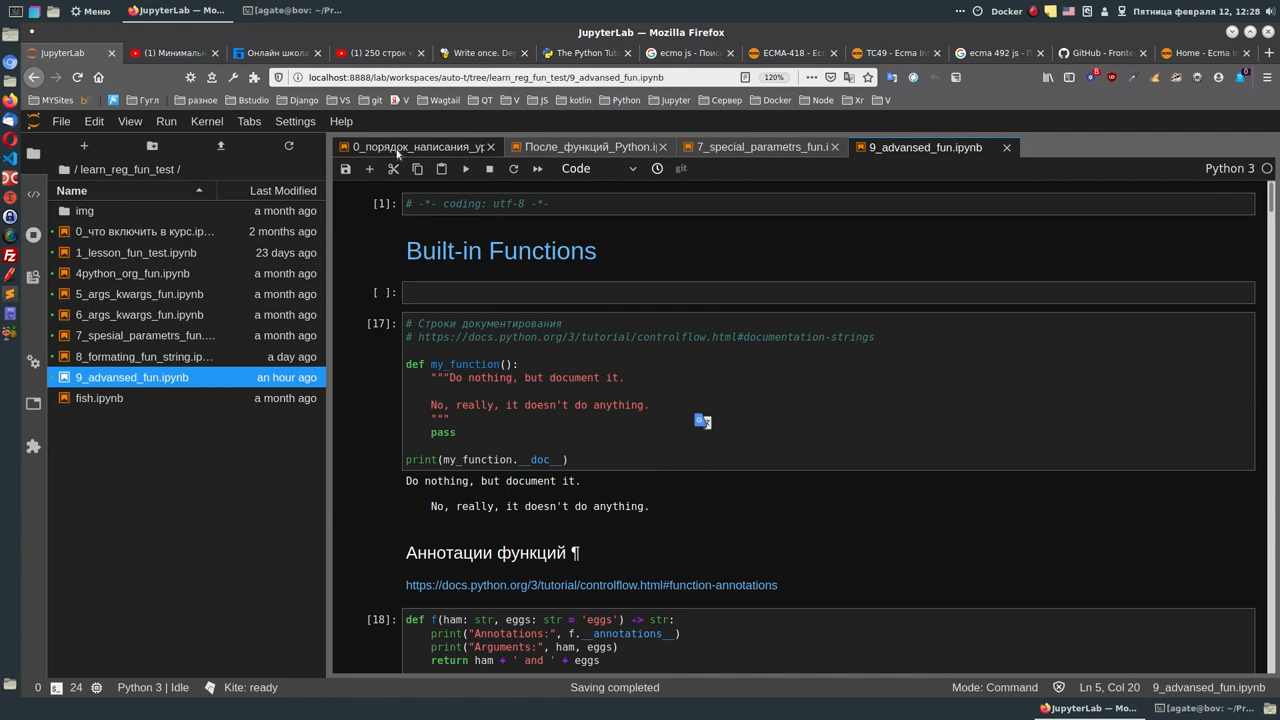 Меню
JupyterLab — Mo...
[agate@bov: ~/Pr...
Docker
Пятница февраля 12, 12:28
JupyterLab — Mozilla Firefox
JupyterLab
(1) Минималь
Онлайн школа
(1) 250 строк
Write once. De
The Python Tut
ecmo js - Поис
ECMA-418 - Ec
TC49 - Ecma In
ecma 492 js - П
GitHub - Fronte
Home - Ecma Ir
localhost:8888/lab/workspaces/auto-t/tree/learn_reg_fun_test/9_advansed_fun.ipynb
120%
MYSites
Гугл
разное
Bstudio
Django
VS
git
V
Wagtail
QT
V
JS
kotlin
Python
Jupyter
Сервер
Docker
Node
Xr
V
File
Edit
View
Run
Kernel
Tabs
Settings
Help
0_порядок_написания_ур
После_функций_Python.i
7_special_parametrs_fun.i
9_advansed_fun.ipynb
/ learn_reg_fun_test /
Code
git
Python 3
Name
Last Modified
img
a month ago
0_что включить в курс.ip...
2 months ago
1_lesson_fun_test.ipynb
23 days ago
4python_org_fun.ipynb
a month ago
5_args_kwargs_fun.ipynb
a month ago
6_args_kwargs_fun.ipynb
a month ago
7_spesial_parametrs_fun....
a month ago
8_formating_fun_string.ip...
a day ago
9_advansed_fun.ipynb
an hour ago
fish.ipynb
a month ago
[1]:
# -*- coding: utf-8 -*-
Built-in Functions
[ ]:
[17]:
# Строки документирования
# https://docs.python.org/3/tutorial/controlflow.html#documentation-strings
def my_function():
"""Do nothing, but document it.
No, really, it doesn't do anything.
"""
pass
print(my_function.__doc__)
Do nothing, but document it.
No, really, it doesn't do anything.
Аннотации функций ¶
https://docs.python.org/3/tutorial/controlflow.html#function-annotations
[18]:
def f(ham: str, eggs: str = 'eggs') -> str:
print("Annotations:", f.__annotations__)
print("Arguments:", ham, eggs)
return ham + ' and ' + eggs
0
24
Python 3 | Idle
Kite: ready
Saving completed
Mode: Command
Ln 5, Col 20
9_advansed_fun.ipynb
JupyterLab — Mo...
[agate@bov: ~/Pr...